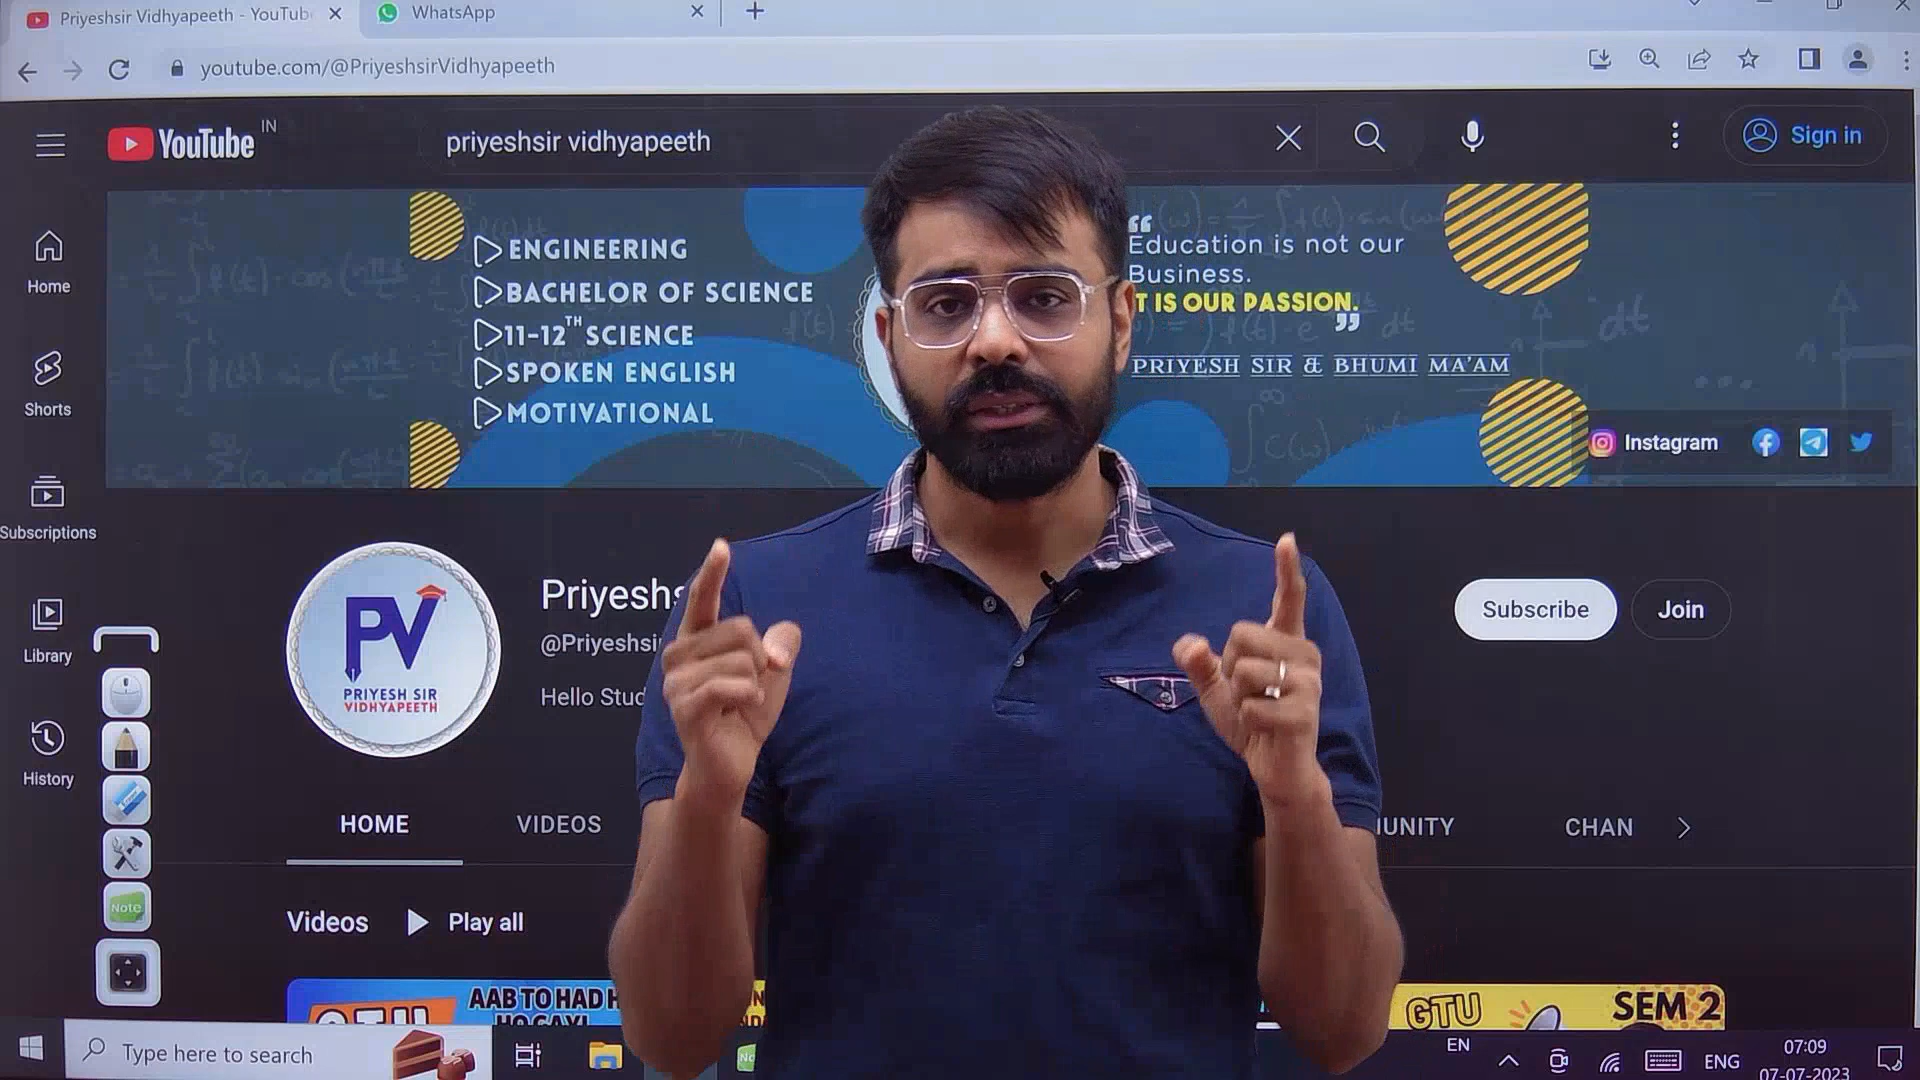 Priyeshsir Vidhyapeeth - YouTub
WhatsApp
youtube.com/@PriyeshsirVidhyapeeth
YouTube IN
priyeshsir vidhyapeeth
Sign in
Home
Shorts
Subscriptions
Library
History
ENGINEERING
BACHELOR OF SCIENCE
11-12TH SCIENCE
SPOKEN ENGLISH
MOTIVATIONAL
“
Education is not our
Business.
T IS OUR PASSION.
”
PRIYESH SIR & BHUMI MA'AM
Instagram
PV
PRIYESH SIR
VIDHYAPEETH
Priyeshs
@Priyeshsir
Hello Stud
Subscribe
Join
HOME
VIDEOS
UNITY
CHAN
Note
Videos
Play all
AAB TO HAD H
HO GAYI
GTU
SEM 2
Type here to search
EN
ENG
07:09
07-07-2023